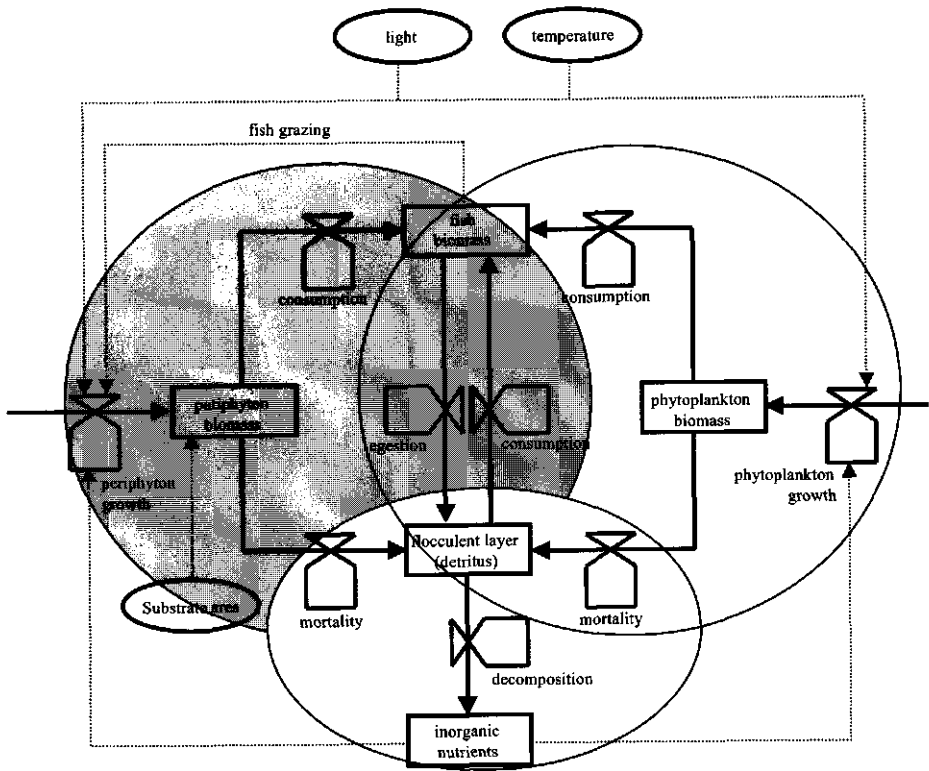 light
temperature
fish grazing
fish
biomass
consumption
consumption
periphyton
biomass
phytoplankton
biomass
egestion
consumption
periphyton
growth
phytoplankton
growth
flocculent layer
(detritus)
Substrate area
mortality
mortality
decomposition
inorganic
nutrients